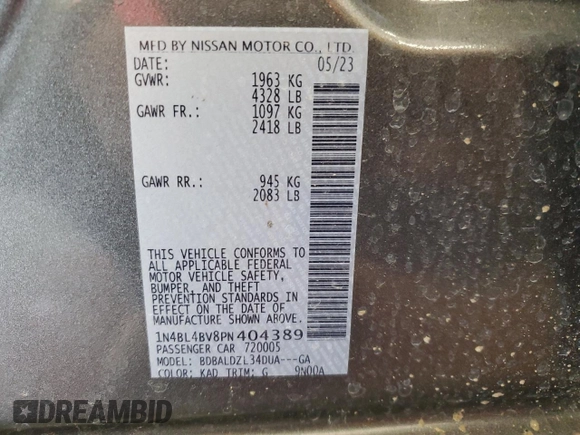 MFD BY NISSAN MOTOR CO., LTD.
DATE: 05/23
GVWR: 1963 KG
4328 LB
GAWR FR.: 1097 KG
2418 LB
GAWR RR.: 945 KG
2083 LB
THIS VEHICLE CONFORMS TO
ALL APPLICABLE FEDERAL
MOTOR VEHICLE SAFETY,
BUMPER, AND THEFT
PREVENTION STANDARDS IN
EFFECT ON THE DATE OF
MANUFACTURE SHOWN ABOVE.
1N4BL4BV8PN404389
PASSENGER CAR 720005
MODEL: BDBALDZL34DUA---GA
COLOR: KAD TRIM: G 9N00A
DREAMBID